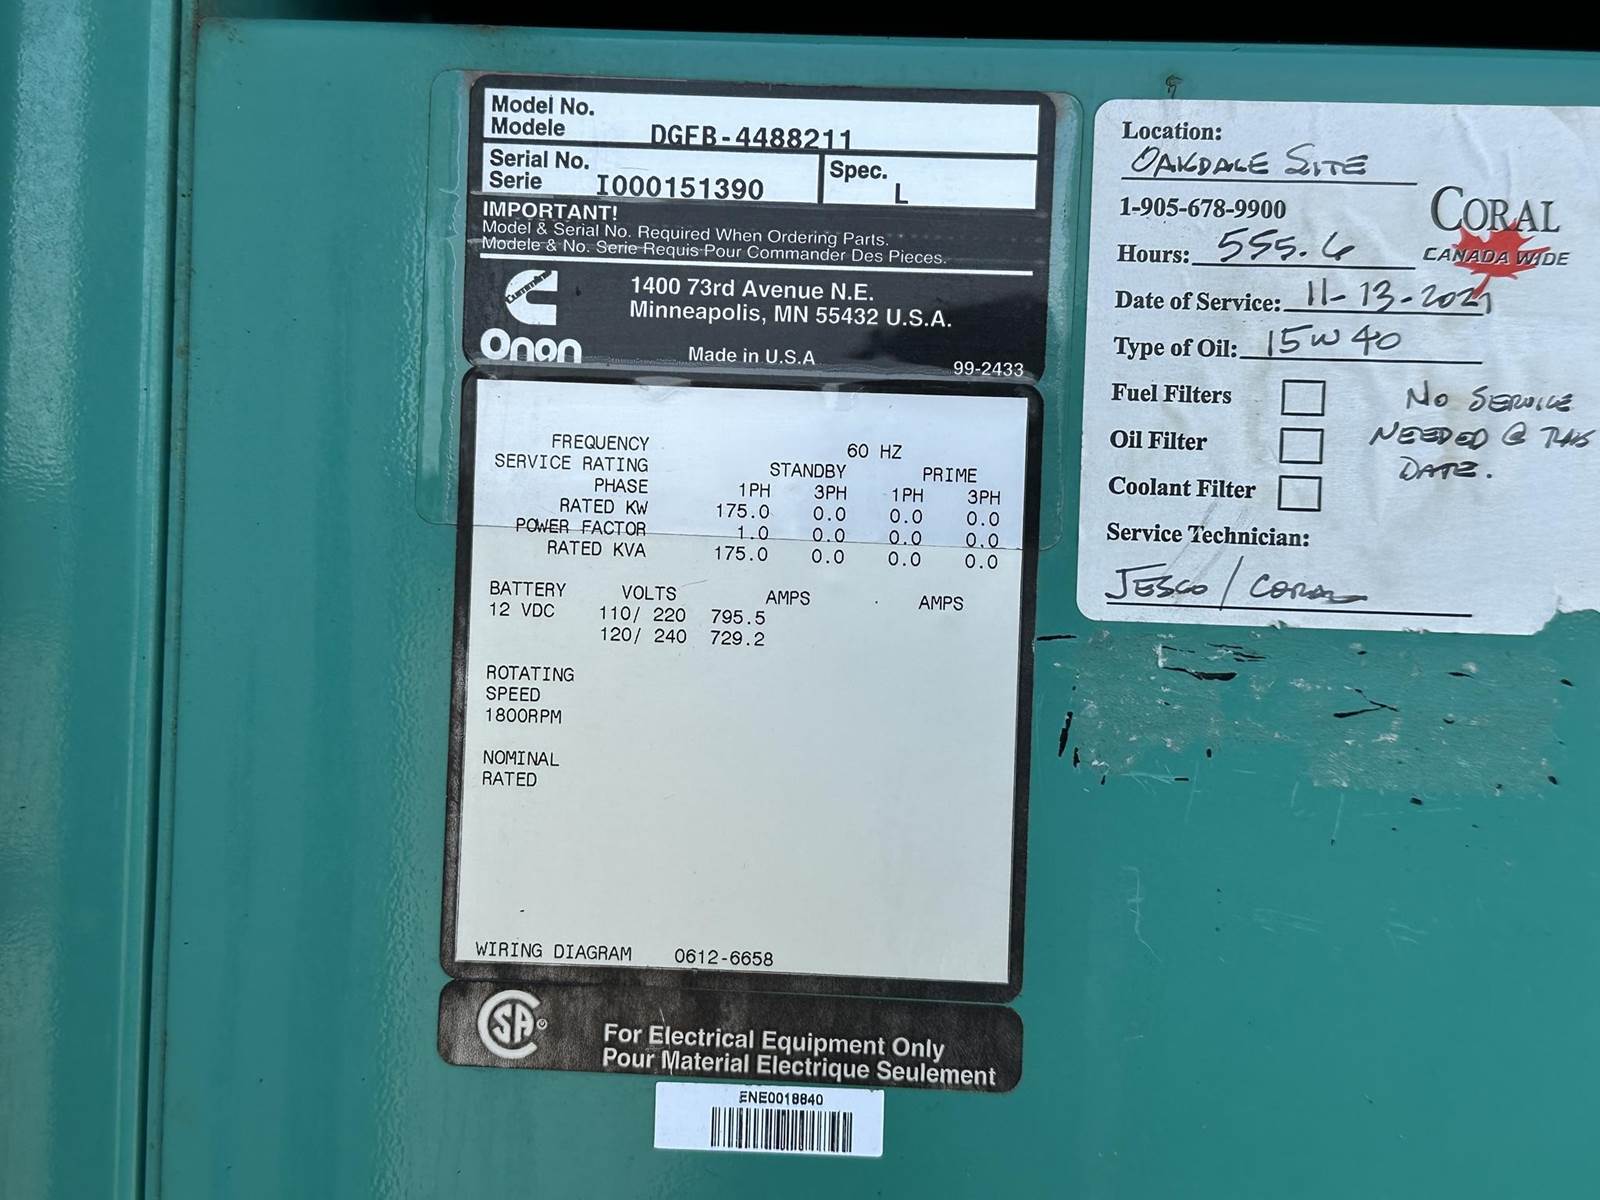 Model No.
Modele DGFB-4488211
Serial No.
Serie I000151390
Spec.
L
IMPORTANT!
Model & Serial No. Required When Ordering Parts.
Modele & No. Serie Requis Pour Commander Des Pieces.
Cummins
Onan
1400 73rd Avenue N.E.
Minneapolis, MN 55432 U.S.A.
Made in U.S.A
99-2433
FREQUENCY 60 HZ
SERVICE RATING STANDBY PRIME
PHASE 1PH 3PH 1PH 3PH
RATED KW 175.0 0.0 0.0 0.0
POWER FACTOR 1.0 0.0 0.0 0.0
RATED KVA 175.0 0.0 0.0 0.0
BATTERY VOLTS AMPS AMPS
12 VDC 110/ 220 795.5
120/ 240 729.2
ROTATING
SPEED
1800RPM
NOMINAL
RATED
WIRING DIAGRAM 0612-6658
SA ®
For Electrical Equipment Only
Pour Material Electrique Seulement
ENE0018840
Location:
OAKDALE SITE
1-905-678-9900
CORAL
CANADA WIDE
Hours: 555.6
Date of Service: 11-13-2021
Type of Oil: 15W40
Fuel Filters
Oil Filter
Coolant Filter
NO SERVICE
NEEDED @ THIS
DATE.
Service Technician:
JESCO / CORAL